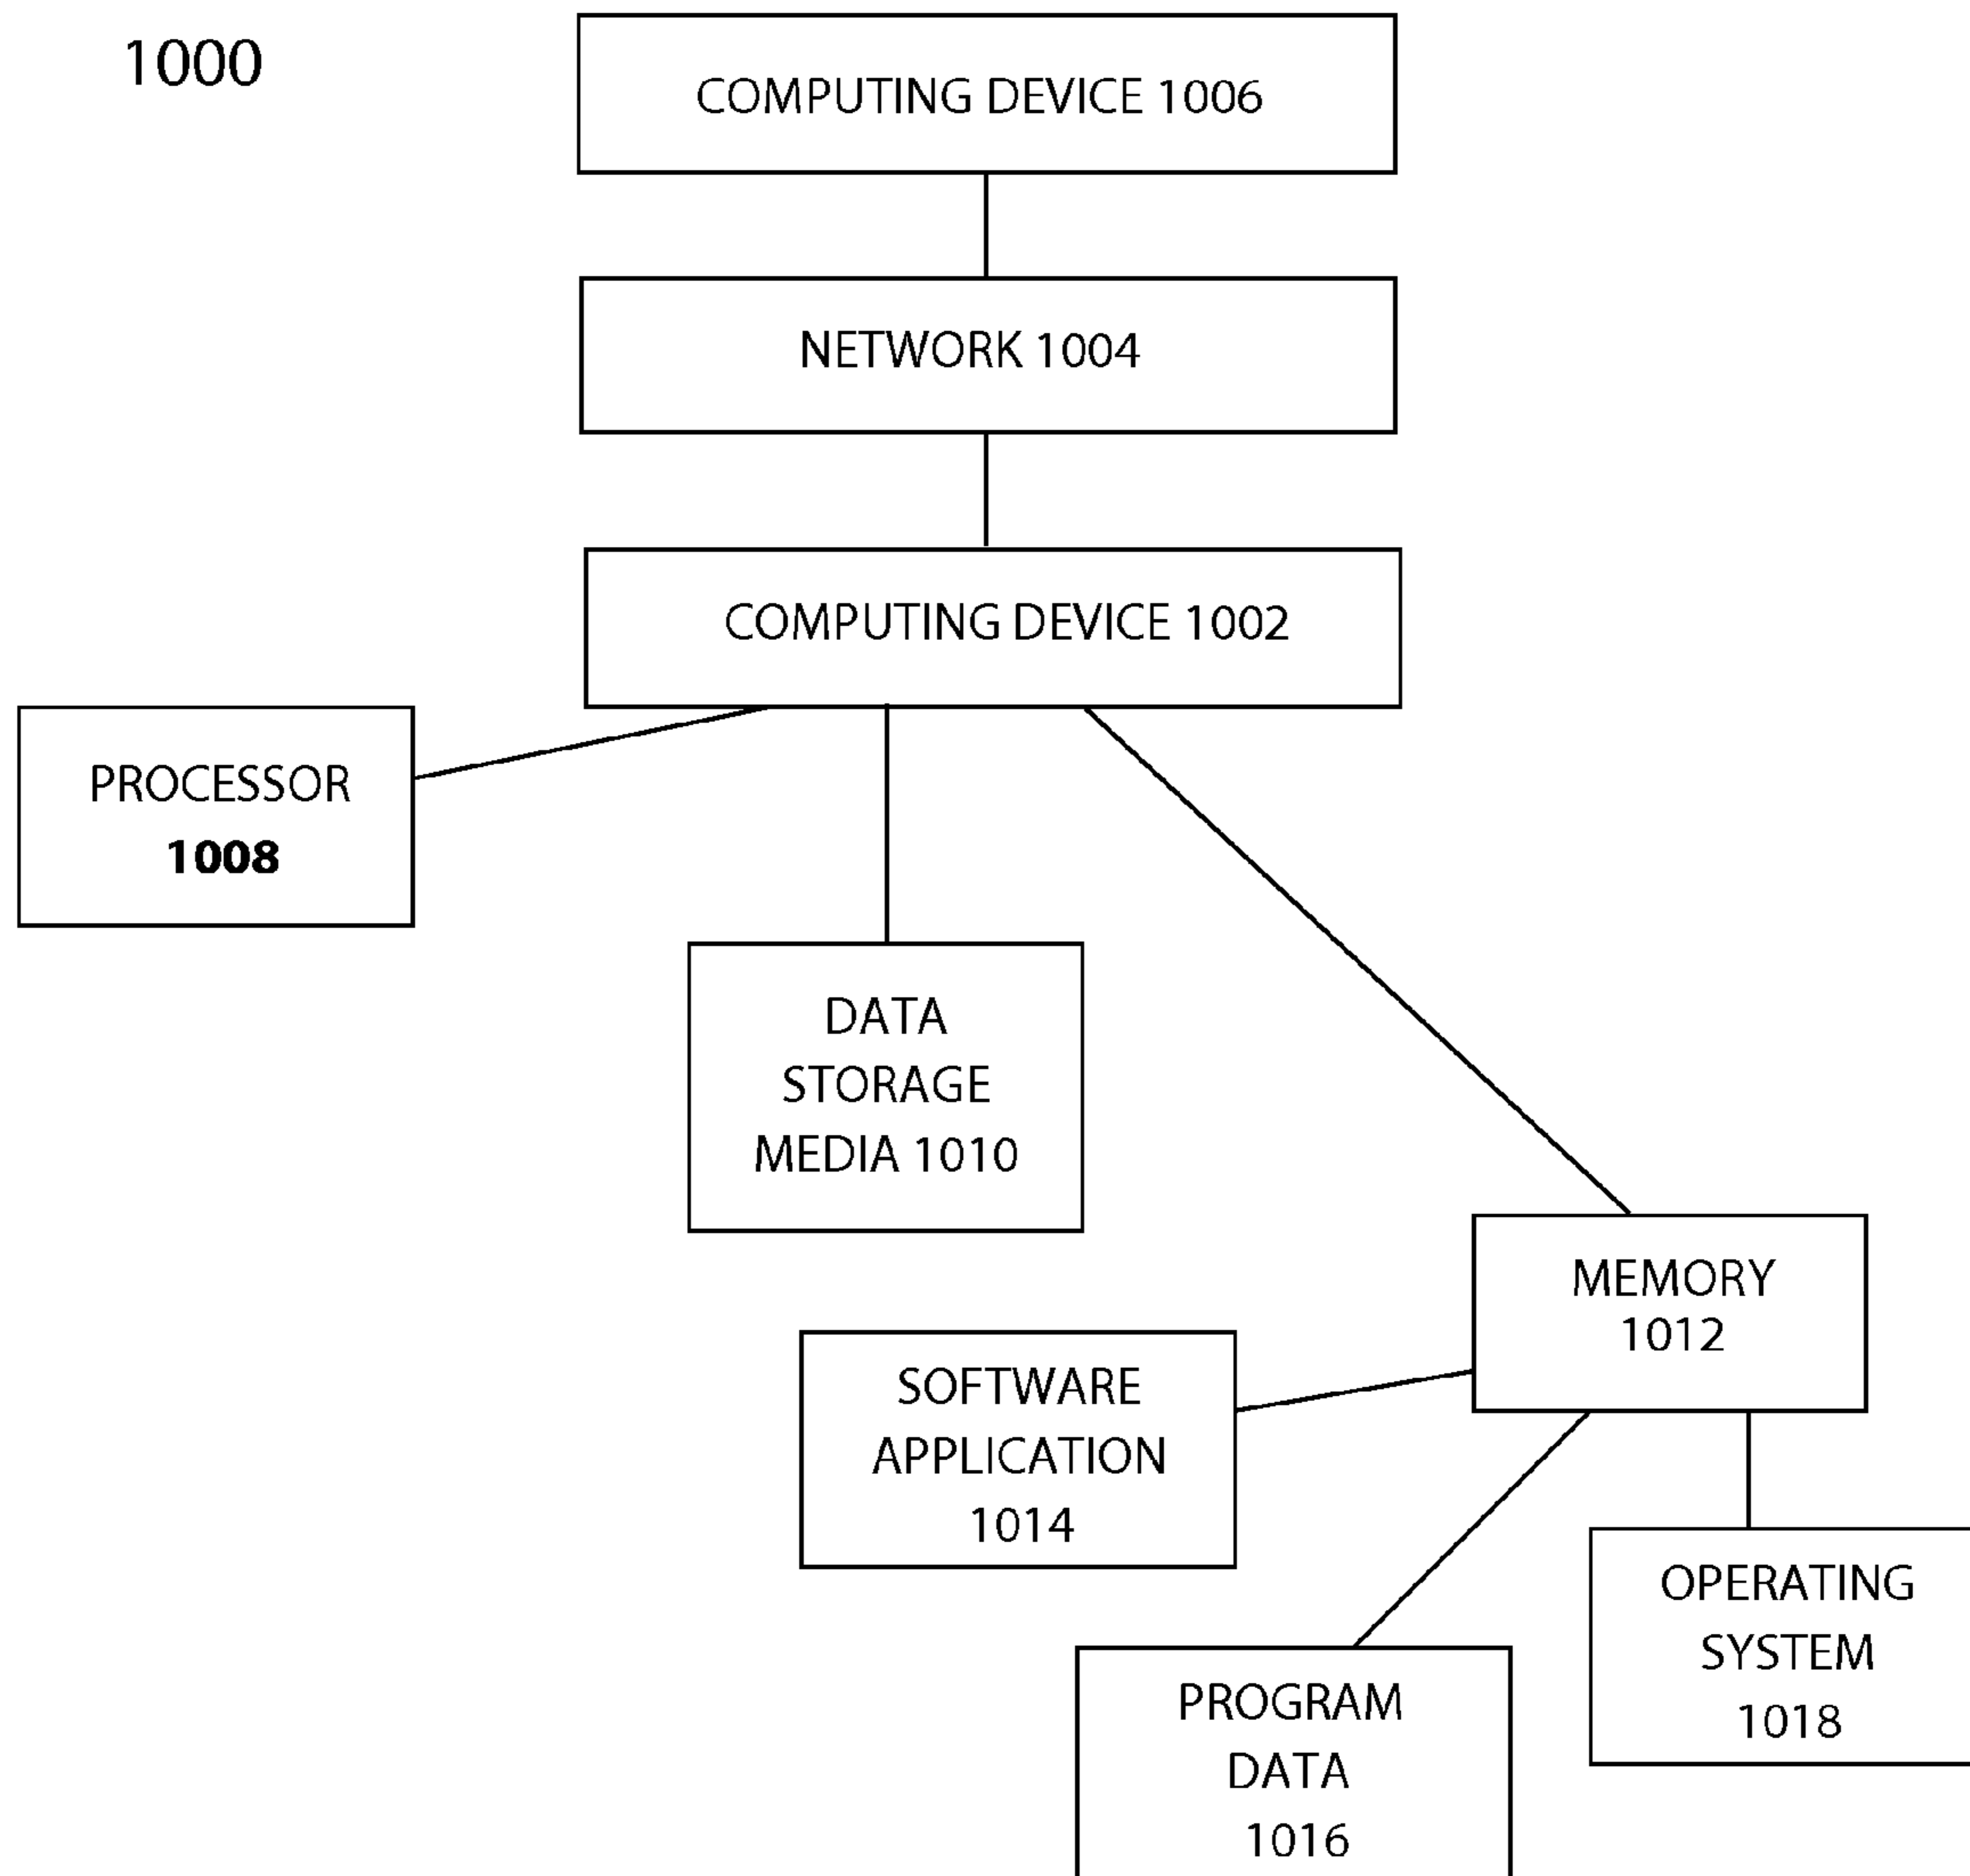 1000
COMPUTING DEVICE 1006
NETWORK 1004
COMPUTING DEVICE 1002
PROCESSOR
1008
DATA
STORAGE
MEDIA 1010
MEMORY
1012
SOFTWARE
APPLICATION
1014
OPERATING
SYSTEM
1018
PROGRAM
DATA
1016